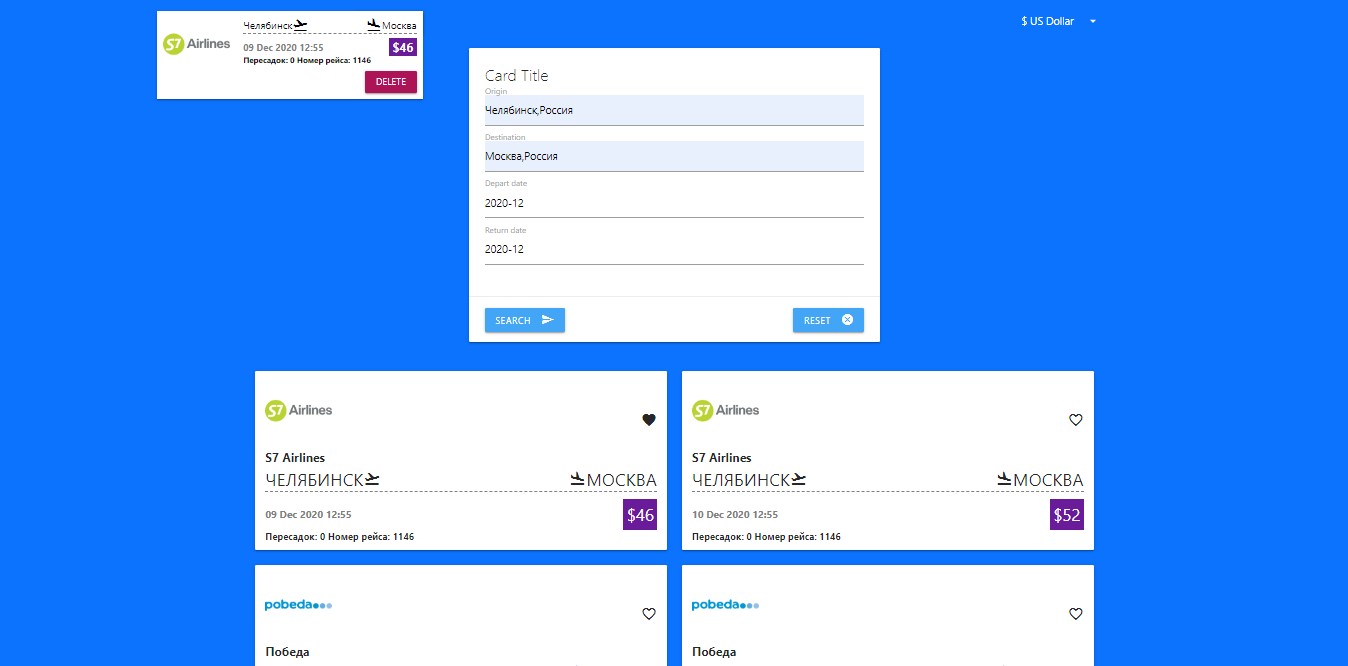 Челябинск Москва
S7 Airlines
09 Dec 2020 12:55 $46
Пересадок: 0 Номер рейса: 1146
DELETE
$ US Dollar
Card Title
Origin
Челябинск,Россия
Destination
Москва,Россия
Depart date
2020-12
Return date
2020-12
SEARCH RESET
S7 Airlines
S7 Airlines
ЧЕЛЯБИНСК МОСКВА
09 Dec 2020 12:55 $46
Пересадок: 0 Номер рейса: 1146
S7 Airlines
S7 Airlines
ЧЕЛЯБИНСК МОСКВА
10 Dec 2020 12:55 $52
Пересадок: 0 Номер рейса: 1146
pobeda
Победа
pobeda
Победа